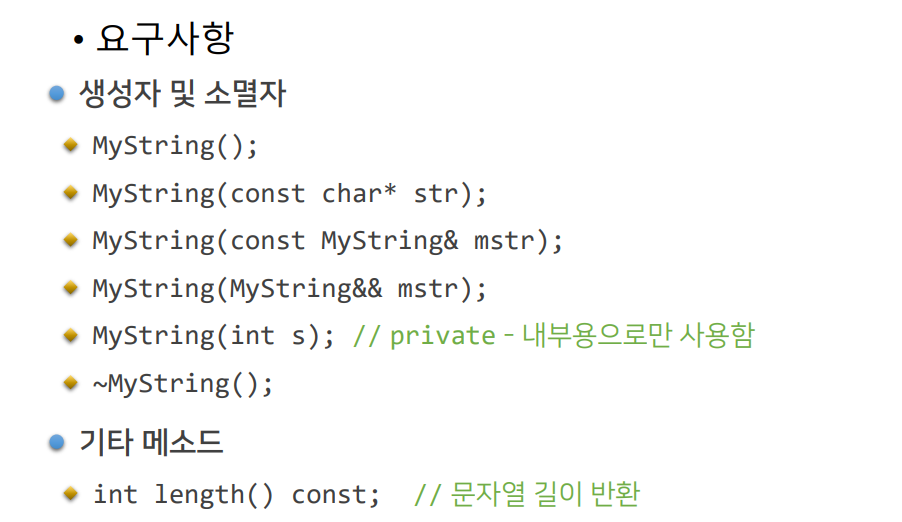 • 요구사항
생성자 및 소멸자
MyString();
MyString(const char* str);
MyString(const MyString& mstr);
MyString(MyString&& mstr);
MyString(int s); // private - 내부용으로만 사용함
~MyString();
기타 메소드
int length() const; // 문자열 길이 반환